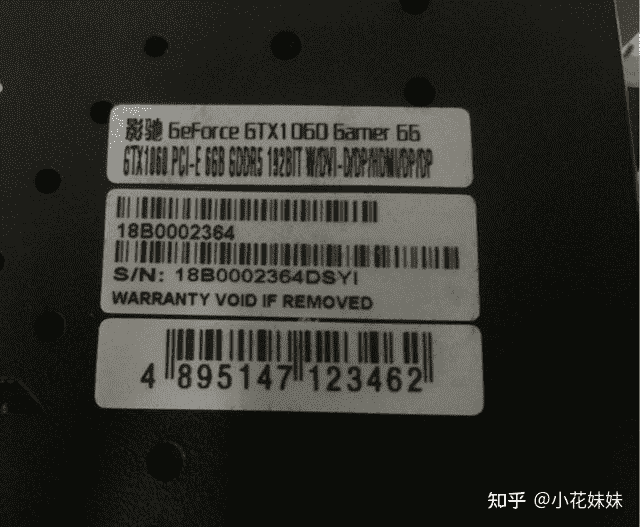 影驰 GeForce GTX1060 Gamer 6G
GTX1060 PCI-E 6GB GDDR5 192BIT W/DVI-D/DP/HDMI/DP/DP
18B0002364
S/N: 18B0002364DSYI
WARRANTY VOID IF REMOVED
4 895147 123462
知乎 @小花妹妹